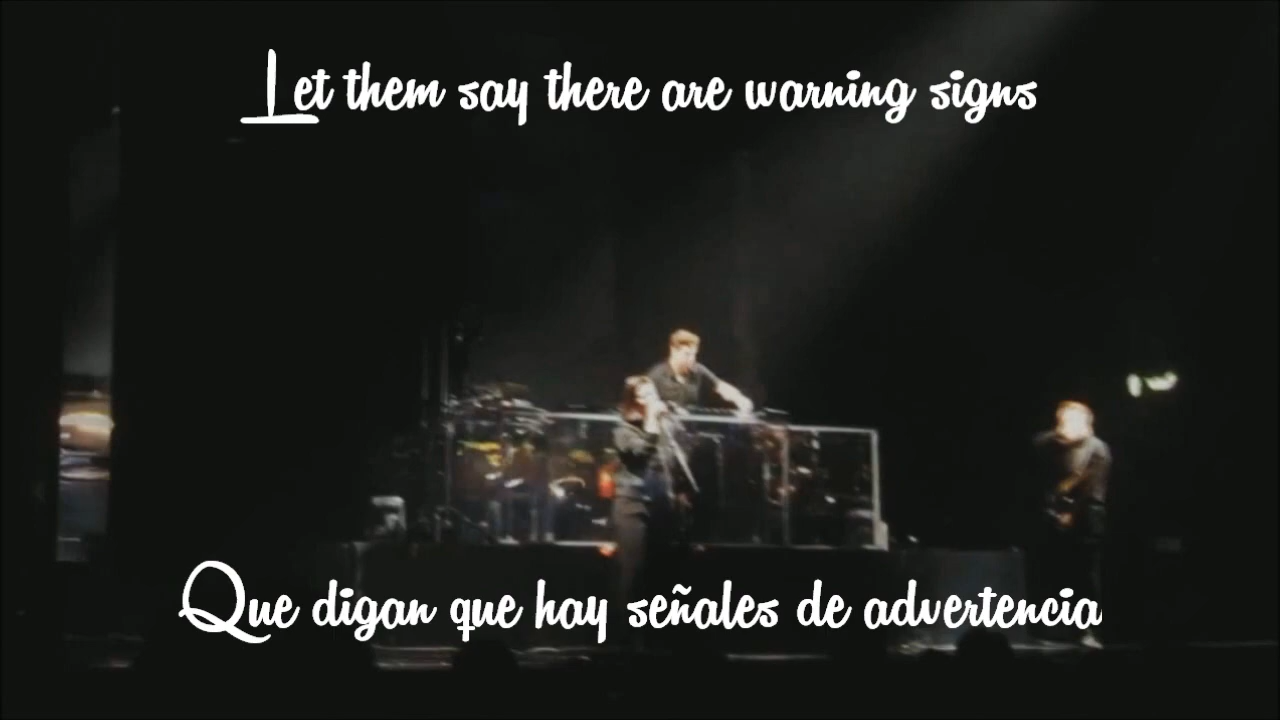 Let them say there are warning signs
Que digan que hay señales de advertencia